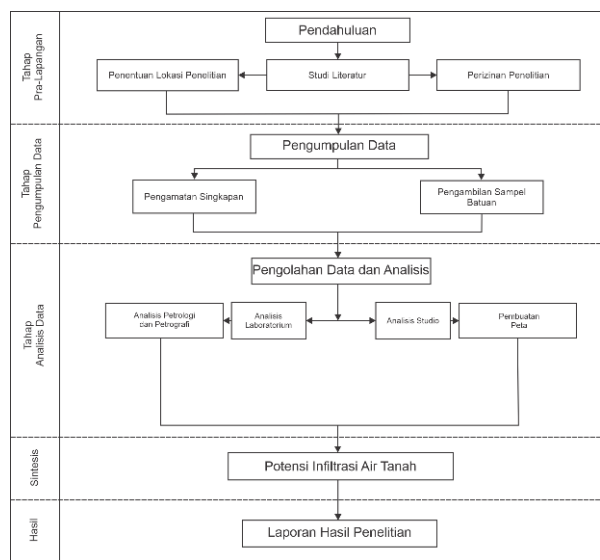 Tahap
Pra-Lapangan
Pendahuluan
Penentuan Lokasi Penelitian
Studi Literatur
Perizinan Penelitian
Tahap
Pengumpulan Data
Pengumpulan Data
Pengamatan Singkapan
Pengambilan Sampel
Batuan
Tahap
Analisis Data
Pengolahan Data dan Analisis
Analisis Petrologi
dan Petrografi
Analisis
Laboratorium
Analisis Studio
Pembuatan
Peta
Sintesis
Potensi Infiltrasi Air Tanah
Hasil
Laporan Hasil Penelitian